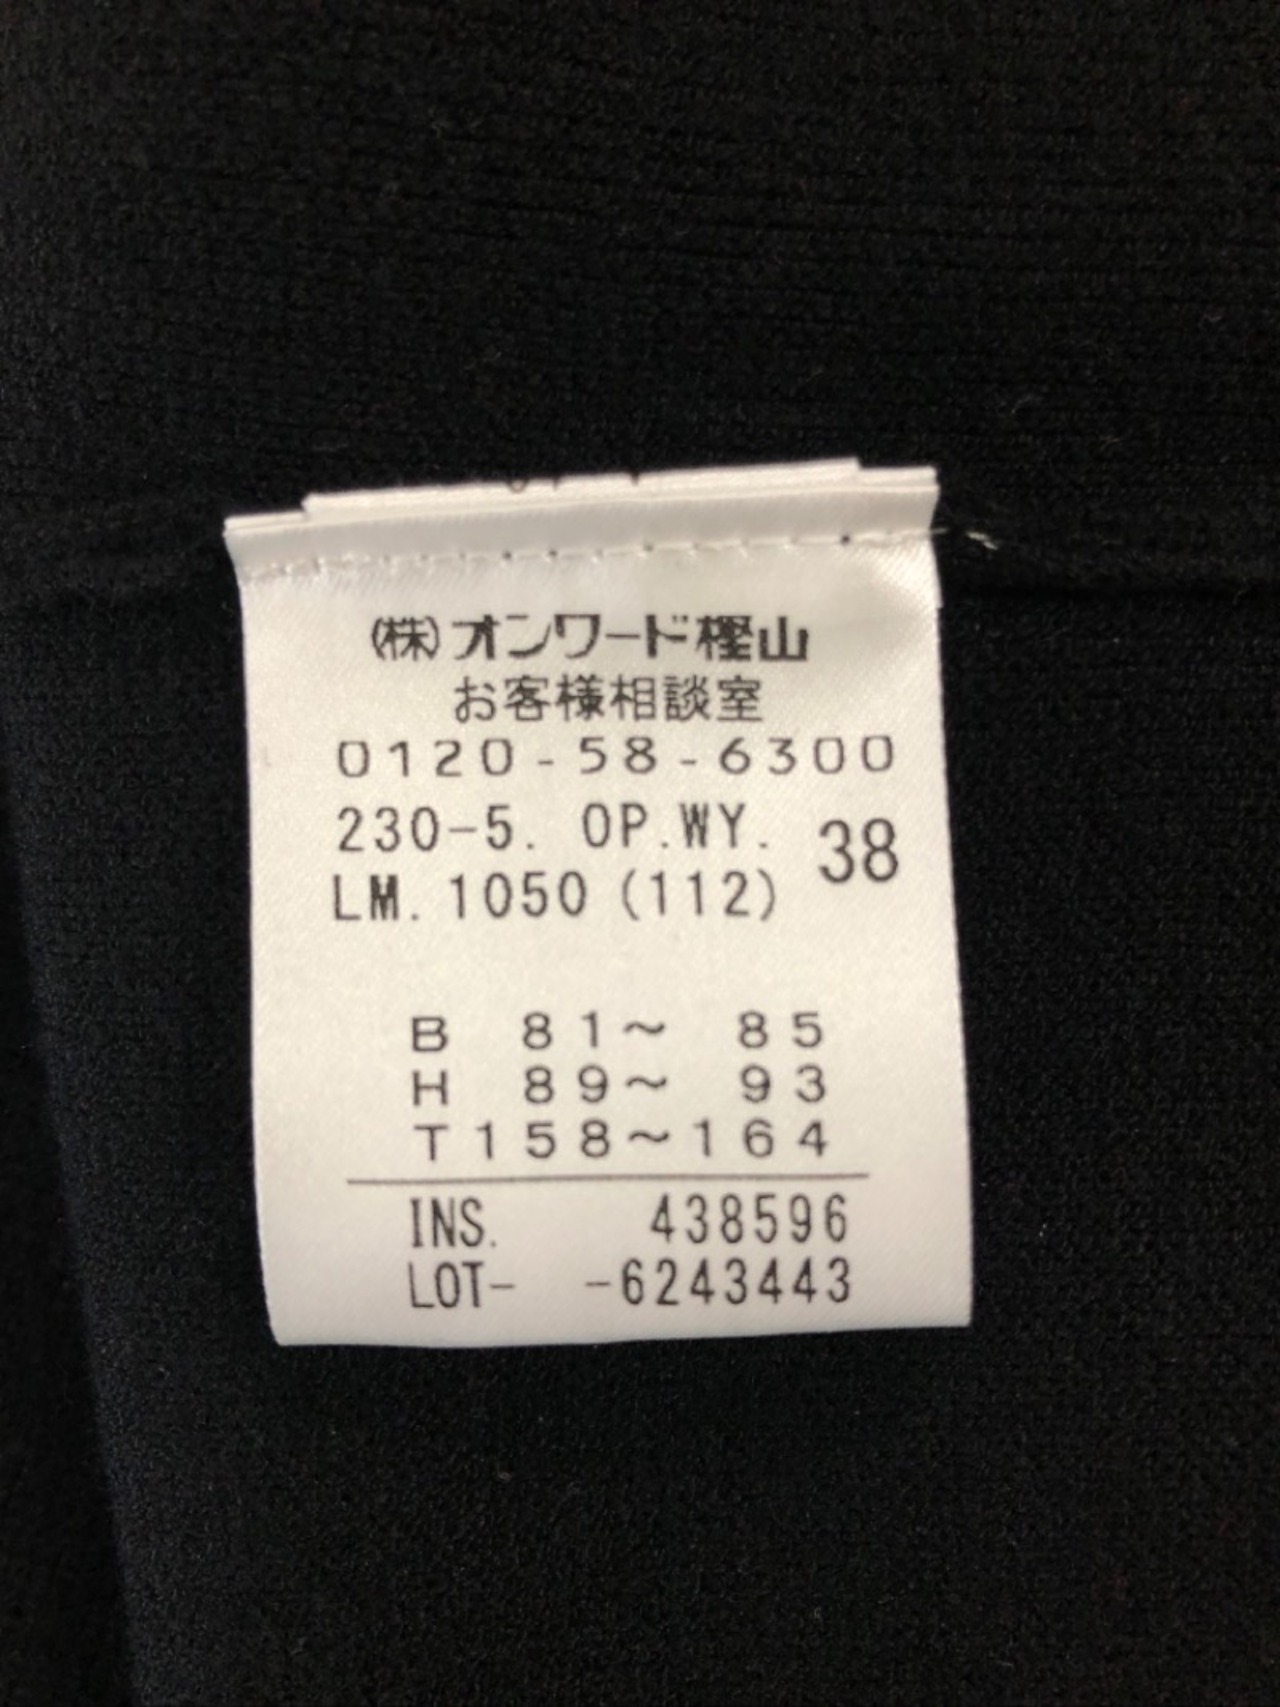 (株)オンワード樫山
お客様相談室
0120-58-6300
230-5. OP.WY. 38
LM. 1050 (112)
B 81~ 85
H 89~ 93
T158~164
INS. 438596
LOT- -6243443